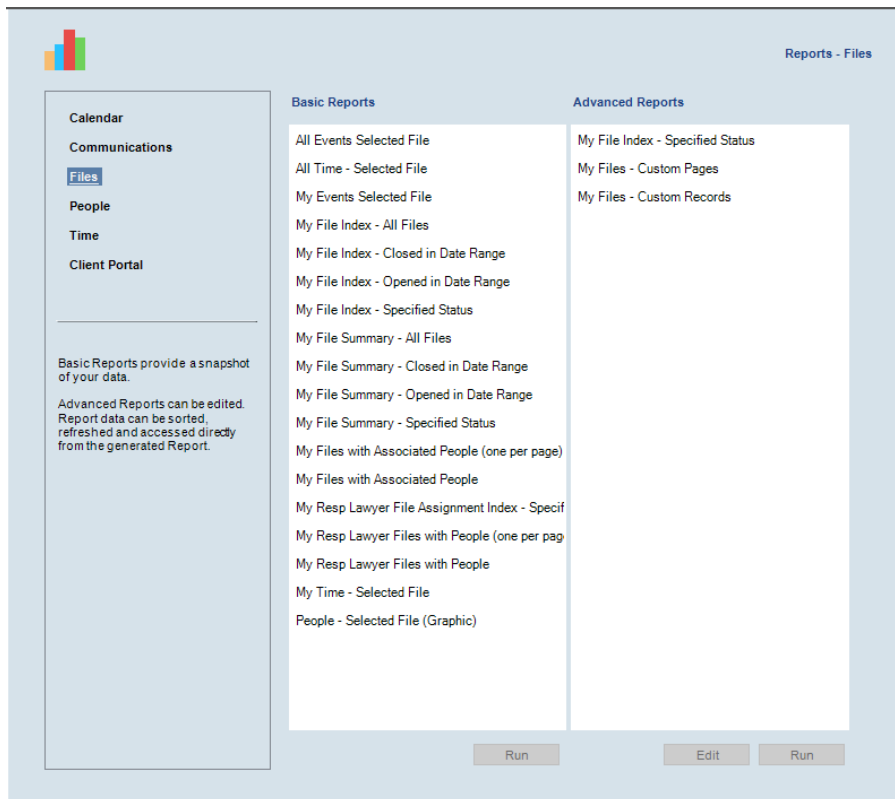 Reports - Files
Calendar
Communications
Files
People
Time
Client Portal
Basic Reports provide a snapshot
of your data.
Advanced Reports can be edited.
Report data can be sorted,
refreshed and accessed directly
from the generated Report.
Basic Reports
All Events Selected File
All Time - Selected File
My Events Selected File
My File Index - All Files
My File Index - Closed in Date Range
My File Index - Opened in Date Range
My File Index - Specified Status
My File Summary - All Files
My File Summary - Closed in Date Range
My File Summary - Opened in Date Range
My File Summary - Specified Status
My Files with Associated People (one per page)
My Files with Associated People
My Resp Lawyer File Assignment Index - Specif
My Resp Lawyer Files with People (one per pag
My Resp Lawyer Files with People
My Time - Selected File
People - Selected File (Graphic)
Run
Advanced Reports
My File Index - Specified Status
My Files - Custom Pages
My Files - Custom Records
Edit
Run